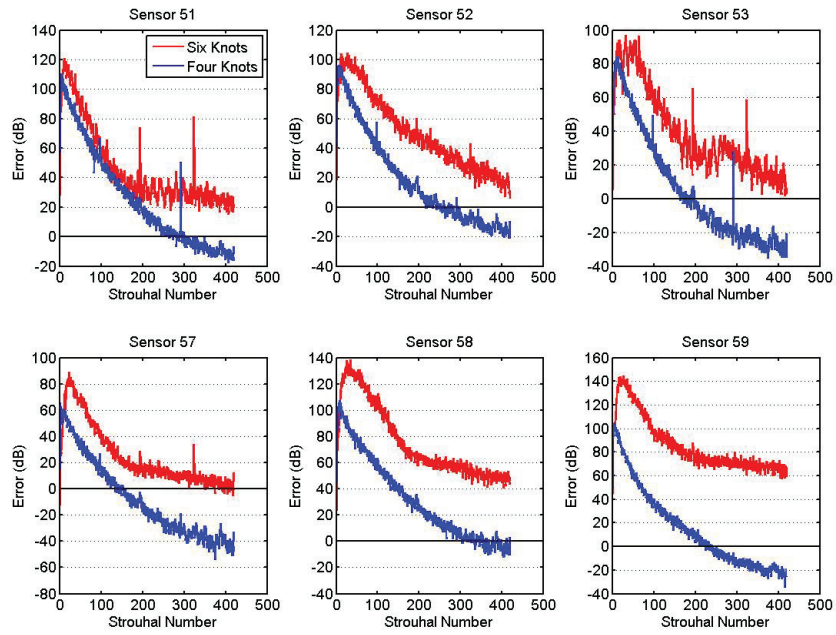 Sensor 51
Error (dB)
140
120
100
80
60
40
20
0
-20
Six Knots
Four Knots
0 100 200 300 400 500
Strouhal Number
Sensor 52
Error (dB)
120
100
80
60
40
20
0
-20
-40
0 100 200 300 400 500
Strouhal Number
Sensor 53
Error (dB)
100
80
60
40
20
0
-20
-40
0 100 200 300 400 500
Strouhal Number
Sensor 57
Error (dB)
100
80
60
40
20
0
-20
-40
-60
-80
0 100 200 300 400 500
Strouhal Number
Sensor 58
Error (dB)
140
120
100
80
60
40
20
0
-20
-40
0 100 200 300 400 500
Strouhal Number
Sensor 59
Error (dB)
160
140
120
100
80
60
40
20
0
-20
-40
0 100 200 300 400 500
Strouhal Number